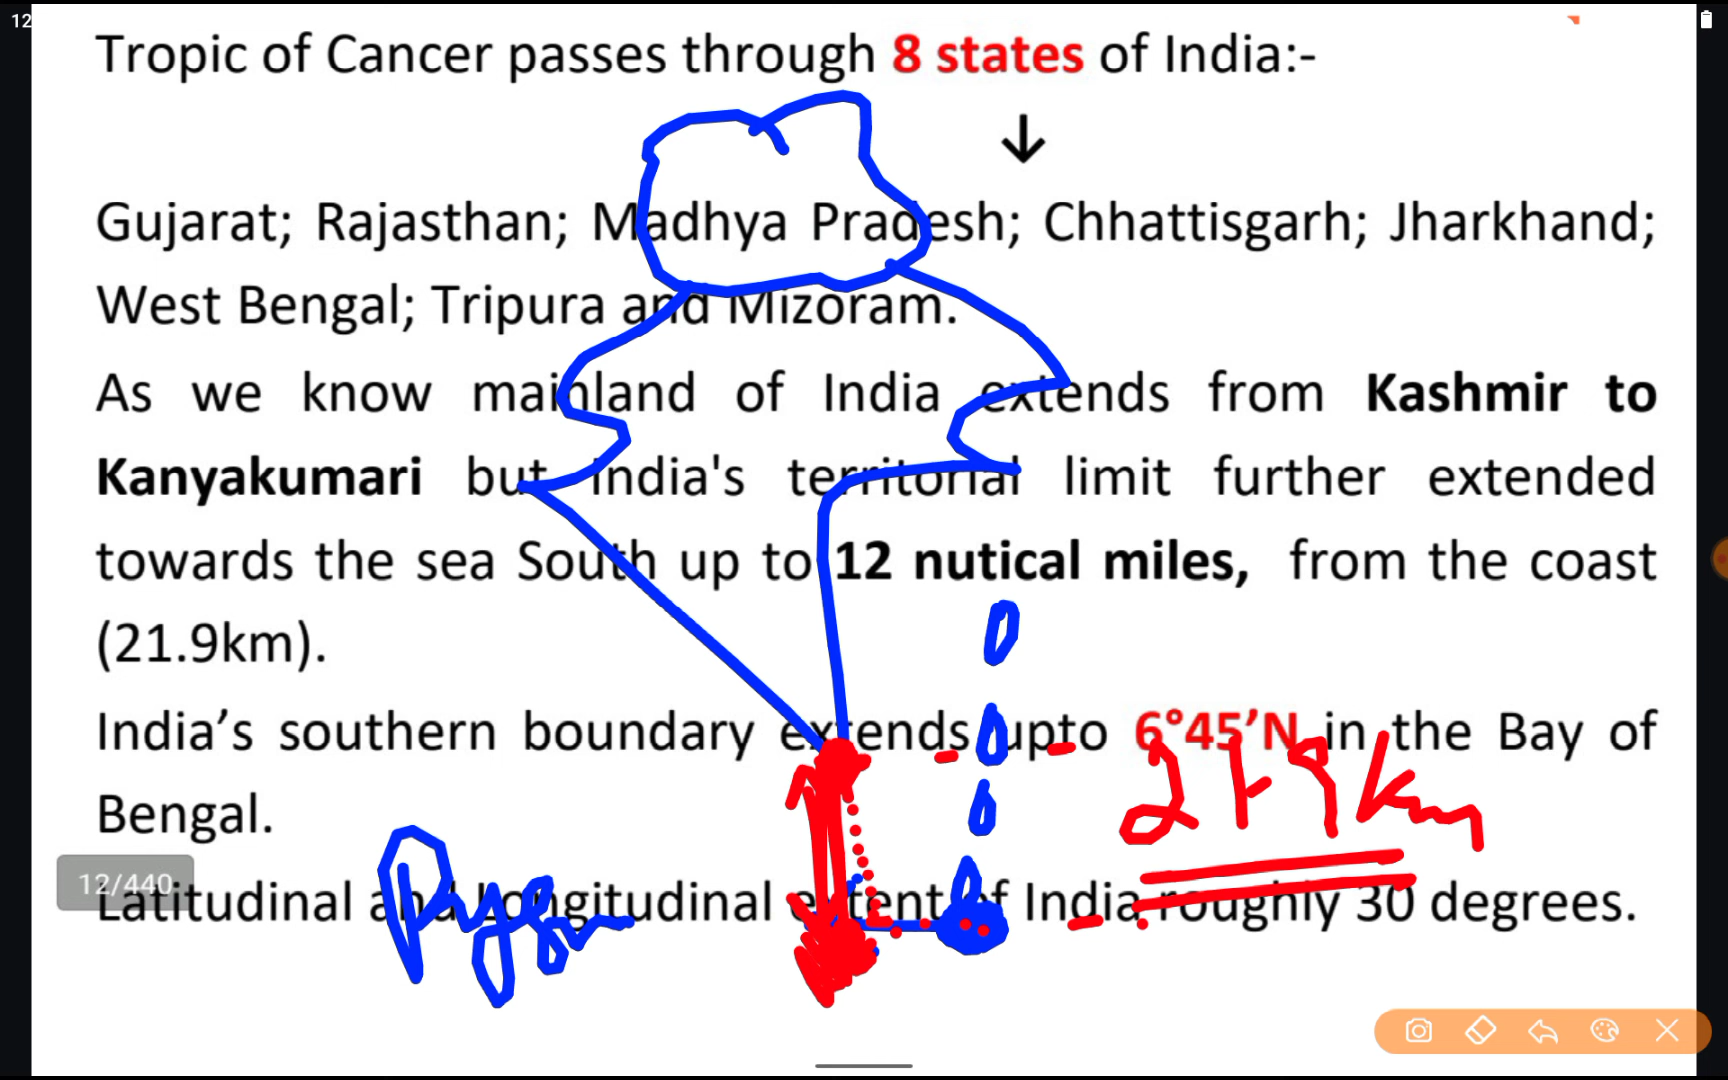 12
Tropic of Cancer passes through 8 states of India:-
↓
Gujarat; Rajasthan; Madhya Pradesh; Chhattisgarh; Jharkhand;
West Bengal; Tripura and Mizoram.
As we know mainland of India extends from Kashmir to
Kanyakumari but India's territorial limit further extended
towards the sea South up to 12 nutical miles, from the coast
(21.9km).
India’s southern boundary extends upto 6°45’N in the Bay of
Bengal.
21.9km
12/440
Latitudinal and Longitudinal extent of India roughly 30 degrees.